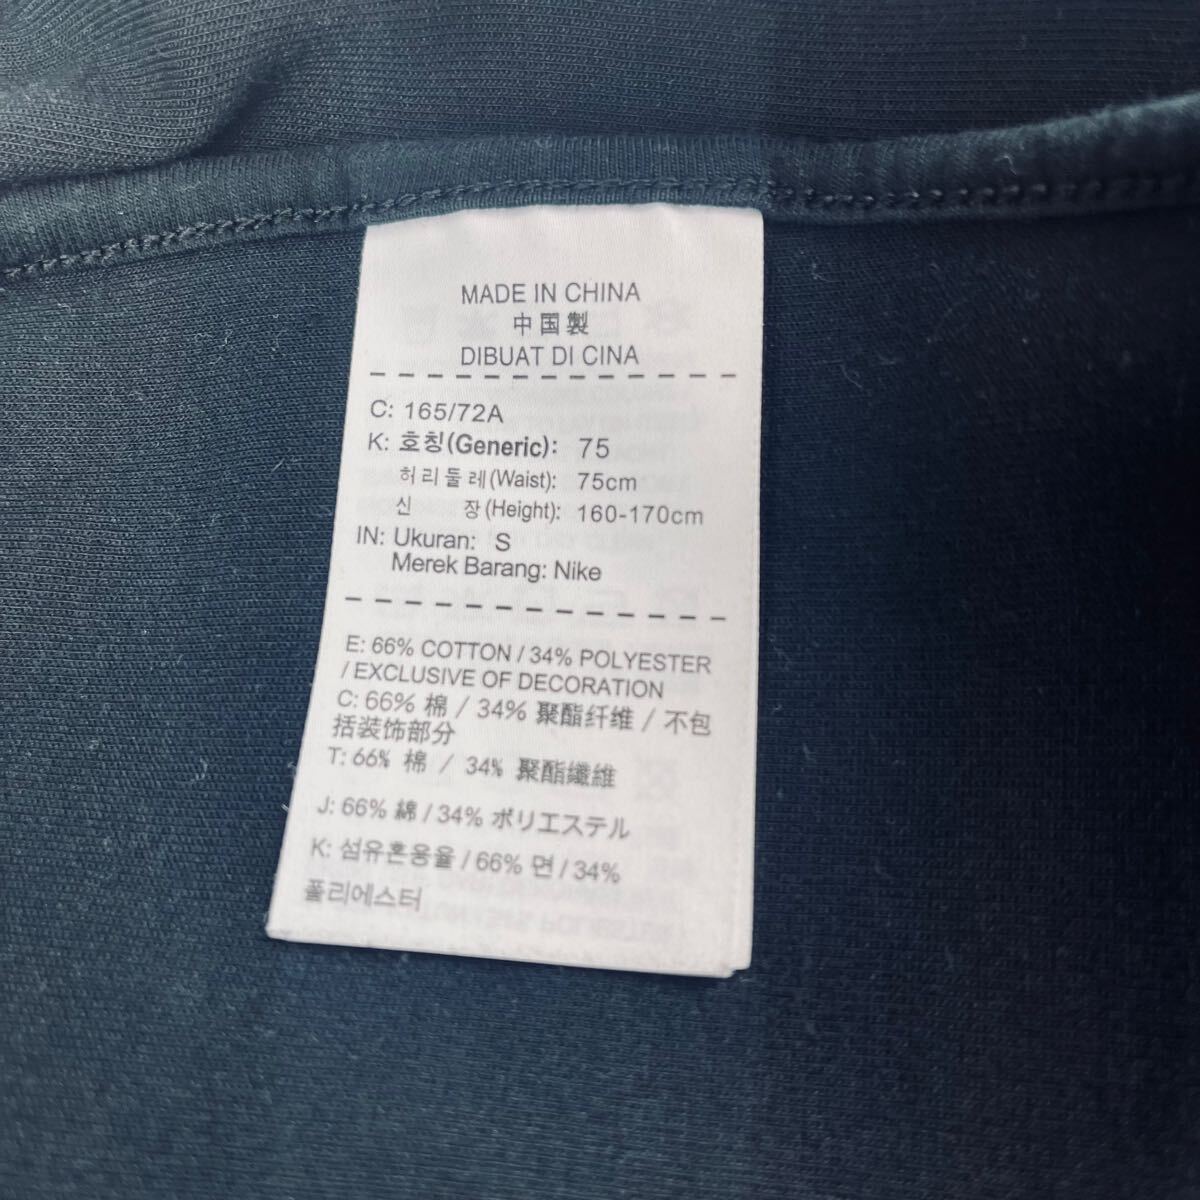 MADE IN CHINA
中国製
DIBUAT DI CINA
C: 165/72A
K: 호칭(Generic): 75
허리둘레(Waist): 75cm
신 장(Height): 160-170cm
IN: Ukuran: S
Merek Barang: Nike
E: 66% COTTON / 34% POLYESTER
/ EXCLUSIVE OF DECORATION
C: 66% 棉 / 34% 聚酯纤维 / 不包
括装饰部分
T: 66% 棉 / 34% 聚酯纖維
J: 66% 綿 / 34% ポリエステル
K: 섬유혼용율 / 66% 면 / 34%
폴리에스터